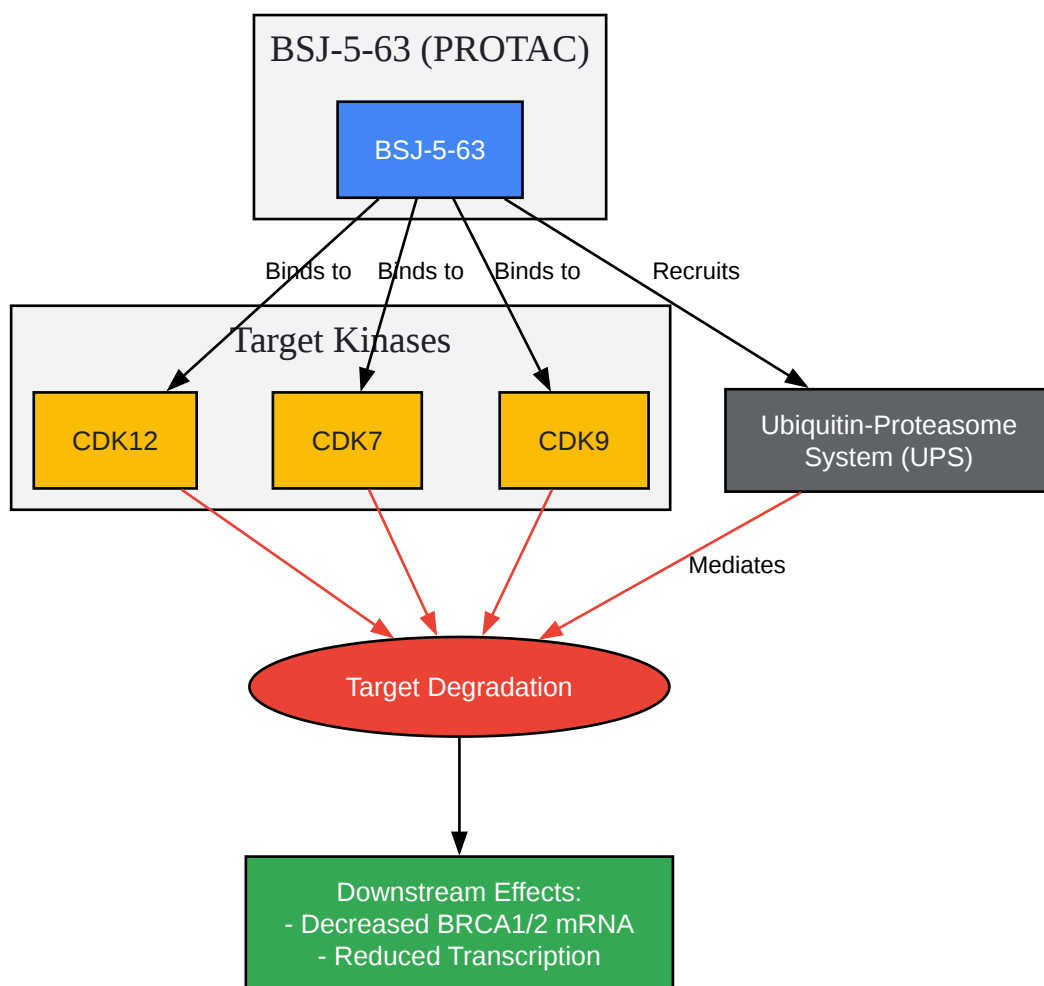 BSJ-5-63 (PROTAC)
BSJ-5-63
Binds to
Binds to
Binds to
Recruits
Target Kinases
CDK12
CDK7
CDK9
Ubiquitin-Proteasome
System (UPS)
Mediates
Target Degradation
Downstream Effects:
- Decreased BRCA1/2 mRNA
- Reduced Transcription